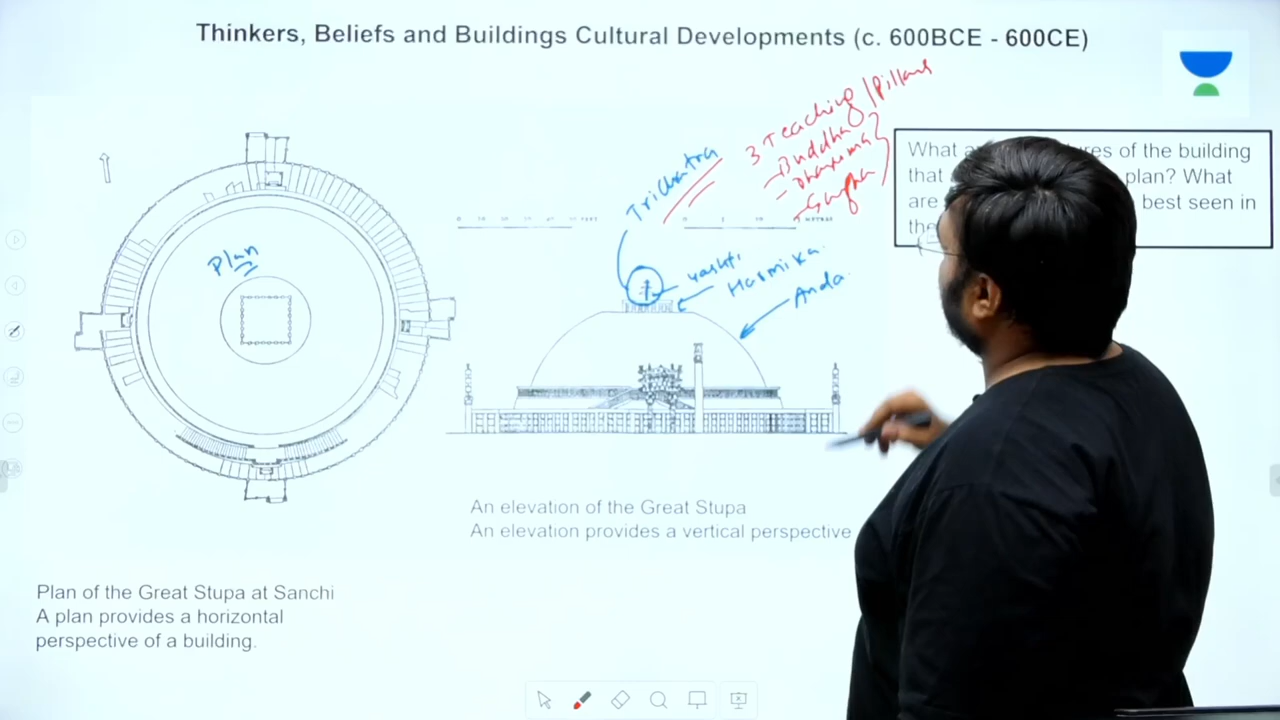 Thinkers, Beliefs and Buildings Cultural Developments (c. 600BCE - 600CE)
3 Teaching / Pillars
- Buddha
- Dhamma
- Sangha
Trichatra
Plan
yashti
Harmika
Anda
What
res of the building
that
plan? What
are
best seen in
the
An elevation of the Great Stupa
An elevation provides a vertical perspective
Plan of the Great Stupa at Sanchi
A plan provides a horizontal
perspective of a building.